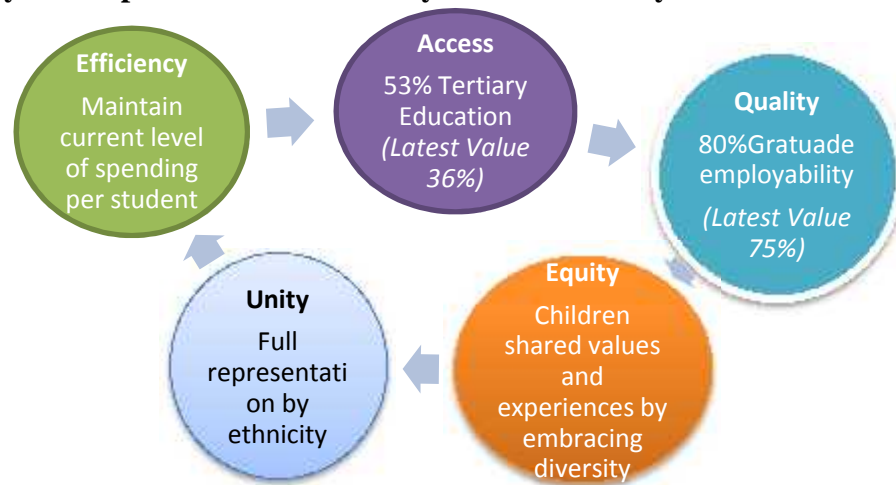 Efficiency
Maintain
current level
of spending
per student
Access
53% Tertiary
Education
(Latest Value
36%)
Quality
80%Gratuade
employability
(Latest Value
75%)
Equity
Children
shared values
and
experiences by
embracing
diversity
Unity
Full
representati
on by
ethnicity